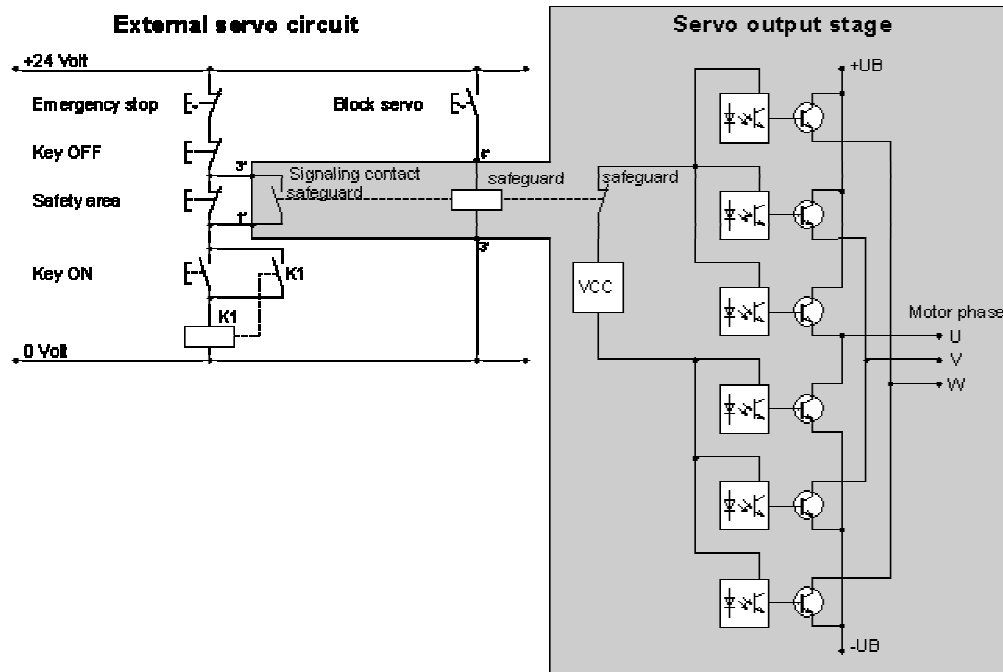 External servo circuit
Servo output stage
+24 Volt
+UB
Emergency stop
Block servo
Key OFF
3'
4'
Signaling contact
safeguard
safeguard
safeguard
Safety area
1'
3'
Key ON
K1
VCC
K1
Motor phase
U
V
W
0 Volt
-UB